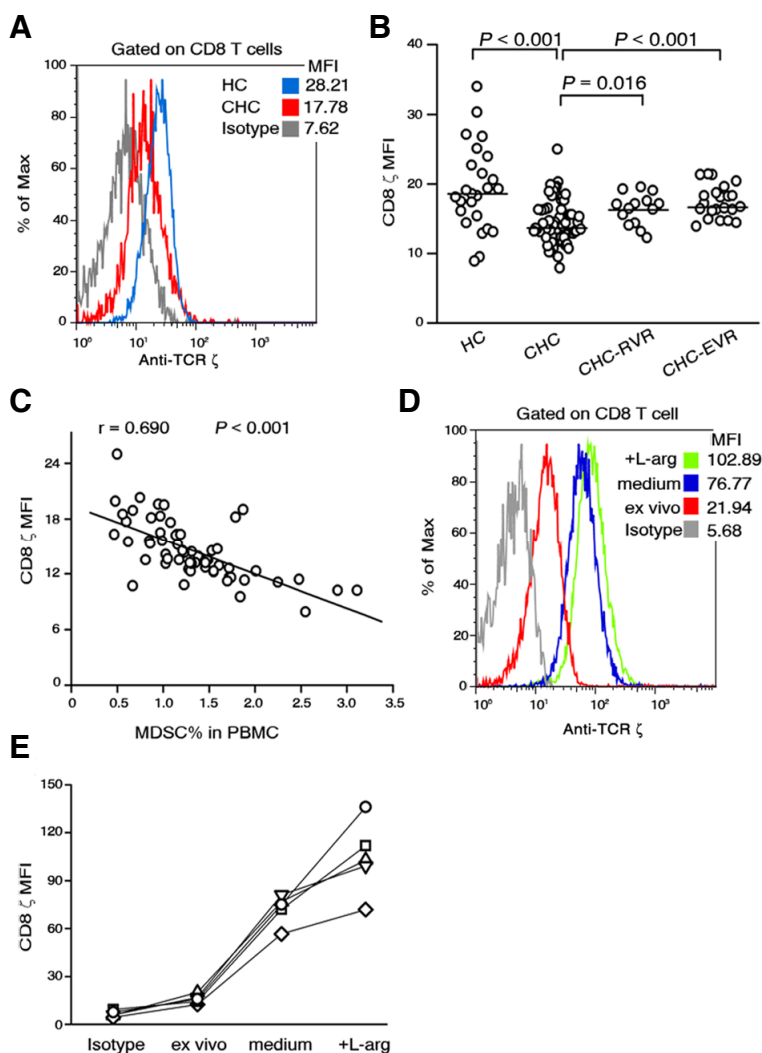 A
Gated on CD8 T cells
MFI
HC 28.21
CHC 17.78
Isotype 7.62
% of Max
100
80
60
40
20
0
10⁰ 10¹ 10² 10³
Anti-TCR ζ
B
P < 0.001
P < 0.001
P = 0.016
CD8 ζ MFI
40
30
20
10
0
HC
CHC
CHC-RVR
CHC-EVR
C
r = 0.690 P < 0.001
CD8 ζ MFI
24
18
12
6
0
0 0.5 1.0 1.5 2.0 2.5 3.0 3.5
MDSC% in PBMC
D
Gated on CD8 T cell
MFI
+L-arg 102.89
medium 76.77
ex vivo 21.94
Isotype 5.68
% of Max
100
80
60
40
20
0
10⁰ 10¹ 10² 10³
Anti-TCR ζ
E
CD8 ζ MFI
150
120
90
60
30
0
Isotype ex vivo medium +L-arg